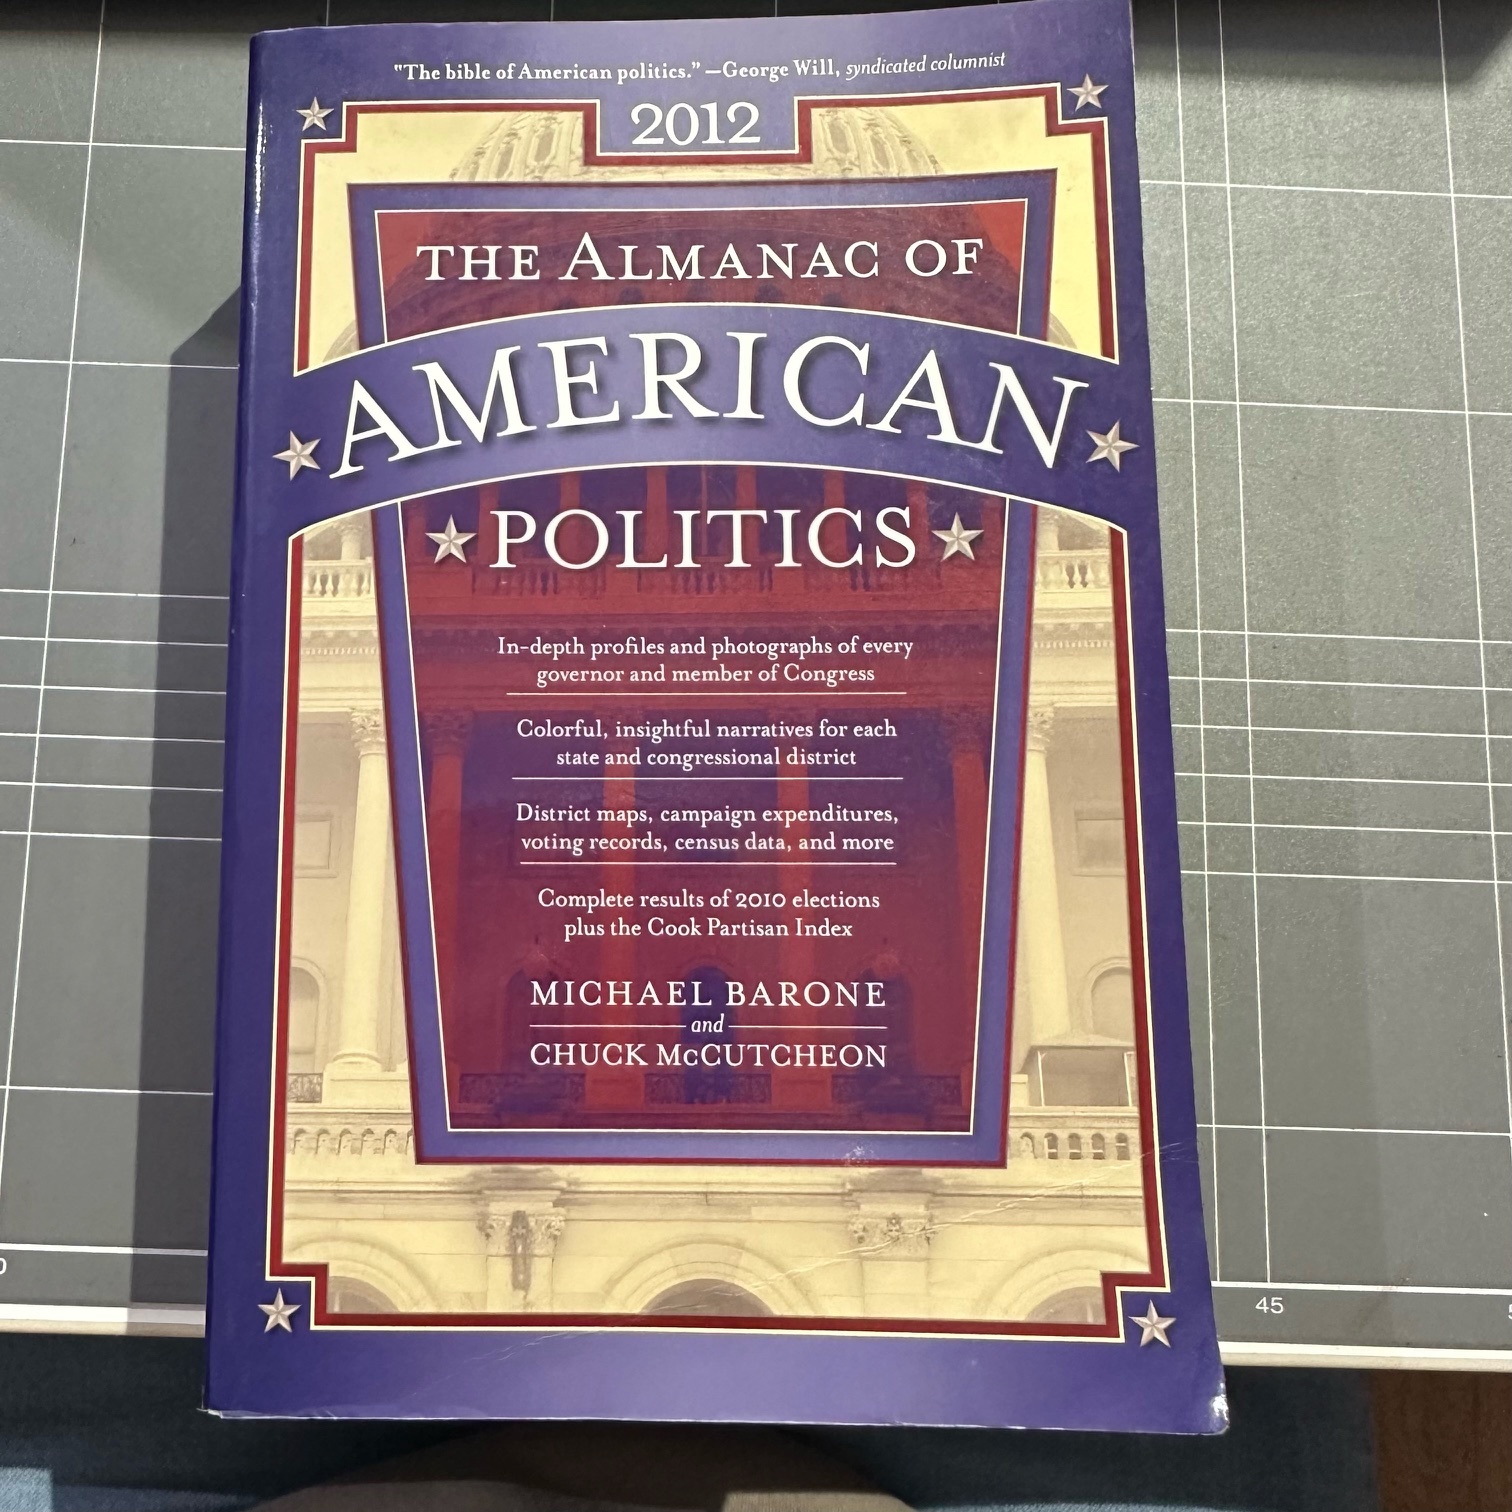 "The bible of American politics." —George Will, syndicated columnist
2012
THE ALMANAC OF
AMERICAN
POLITICS
In-depth profiles and photographs of every
governor and member of Congress
Colorful, insightful narratives for each
state and congressional district
District maps, campaign expenditures,
voting records, census data, and more
Complete results of 2010 elections
plus the Cook Partisan Index
MICHAEL BARONE
and
CHUCK McCUTCHEON
0
45